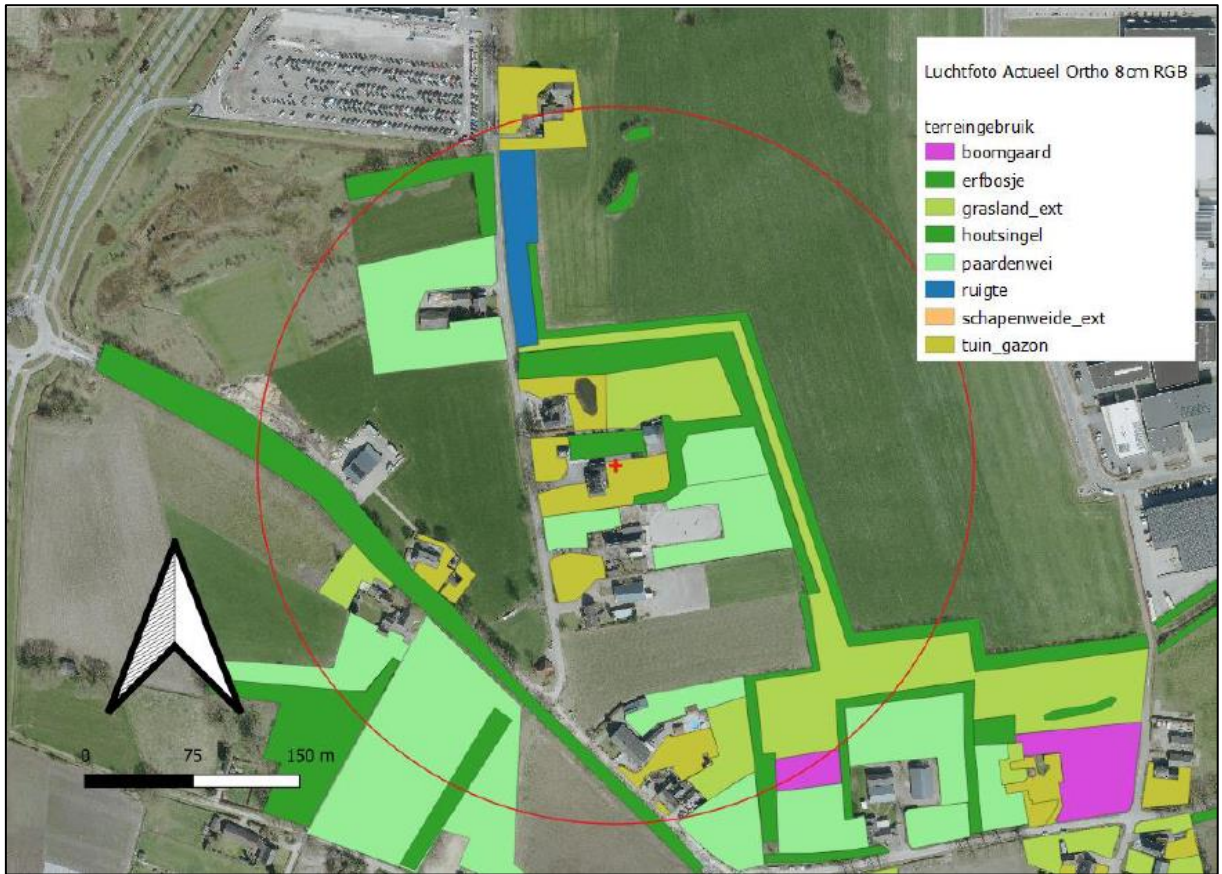 Luchtfoto Actueel Ortho 8cm RGB
terreingebruik
boomgaard
erfbosje
grasland_ext
houtsingel
paardenwei
ruigte
schapenweide_ext
tuin_gazon
0 75 150 m